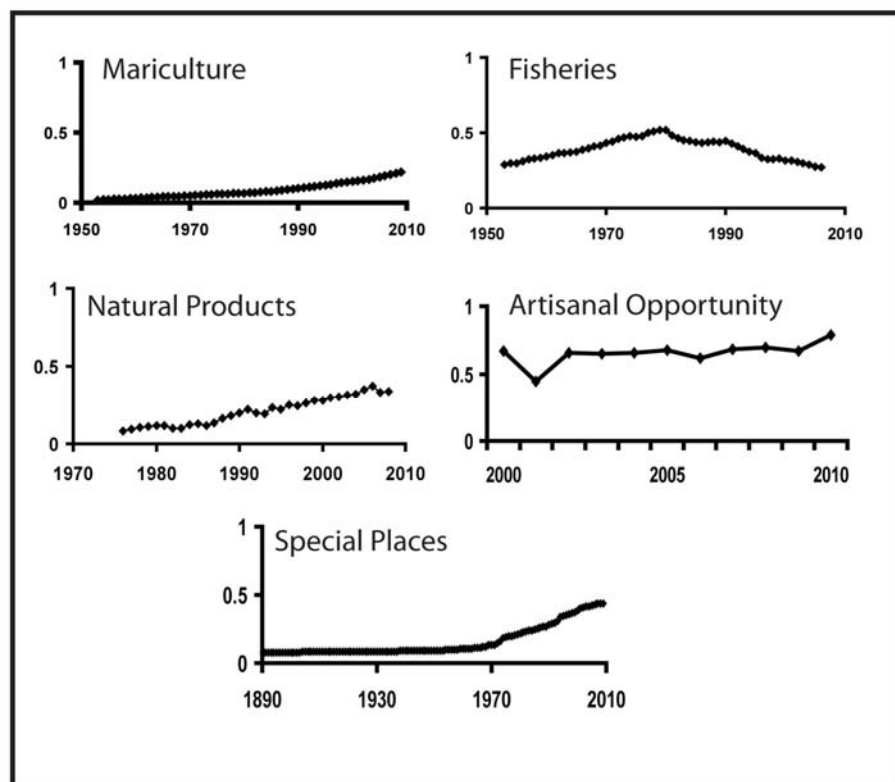 Mariculture
1
0.5
0
1950 1970 1990 2010
Fisheries
1
0.5
0
1950 1970 1990 2010
Natural Products
1
0.5
0
1970 1980 1990 2000 2010
Artisanal Opportunity
1
0.5
0
2000 2005 2010
Special Places
1
0.5
0
1890 1930 1970 2010